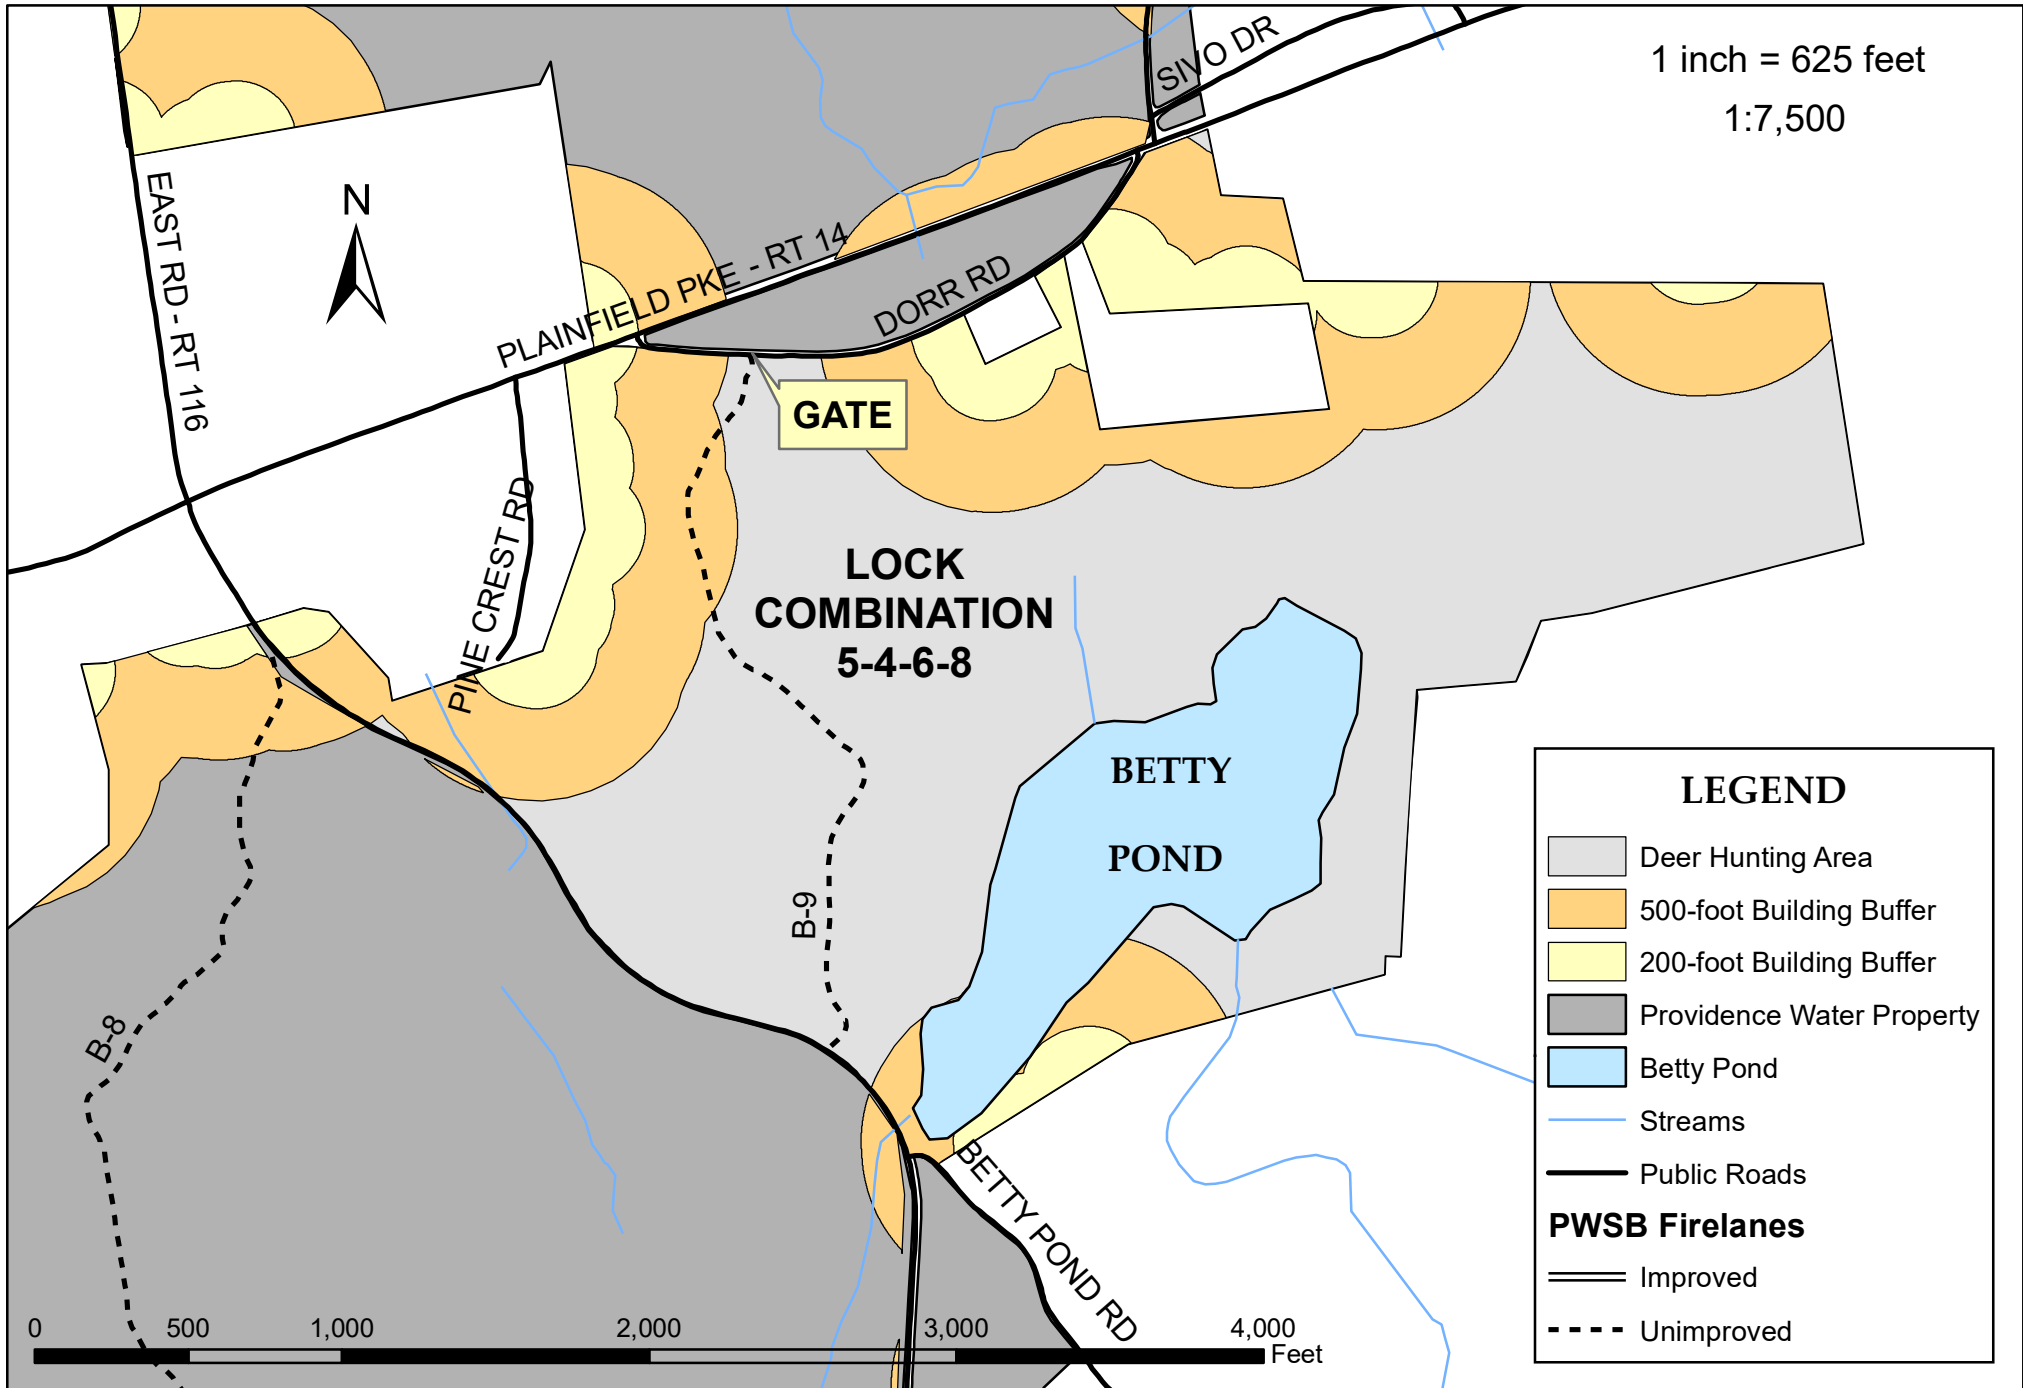 1 inch = 625 feet
1:7,500
SIVO DR
N
EAST RD - RT 116
PLAINFIELD PKE - RT 14
DORR RD
GATE
PINE CREST RD
LOCK
COMBINATION
5-4-6-8
BETTY
POND
B-9
B-8
BETTY POND RD
LEGEND
Deer Hunting Area
500-foot Building Buffer
200-foot Building Buffer
Providence Water Property
Betty Pond
Streams
Public Roads
PWSB Firelanes
Improved
Unimproved
0 500 1,000 2,000 3,000 4,000
Feet